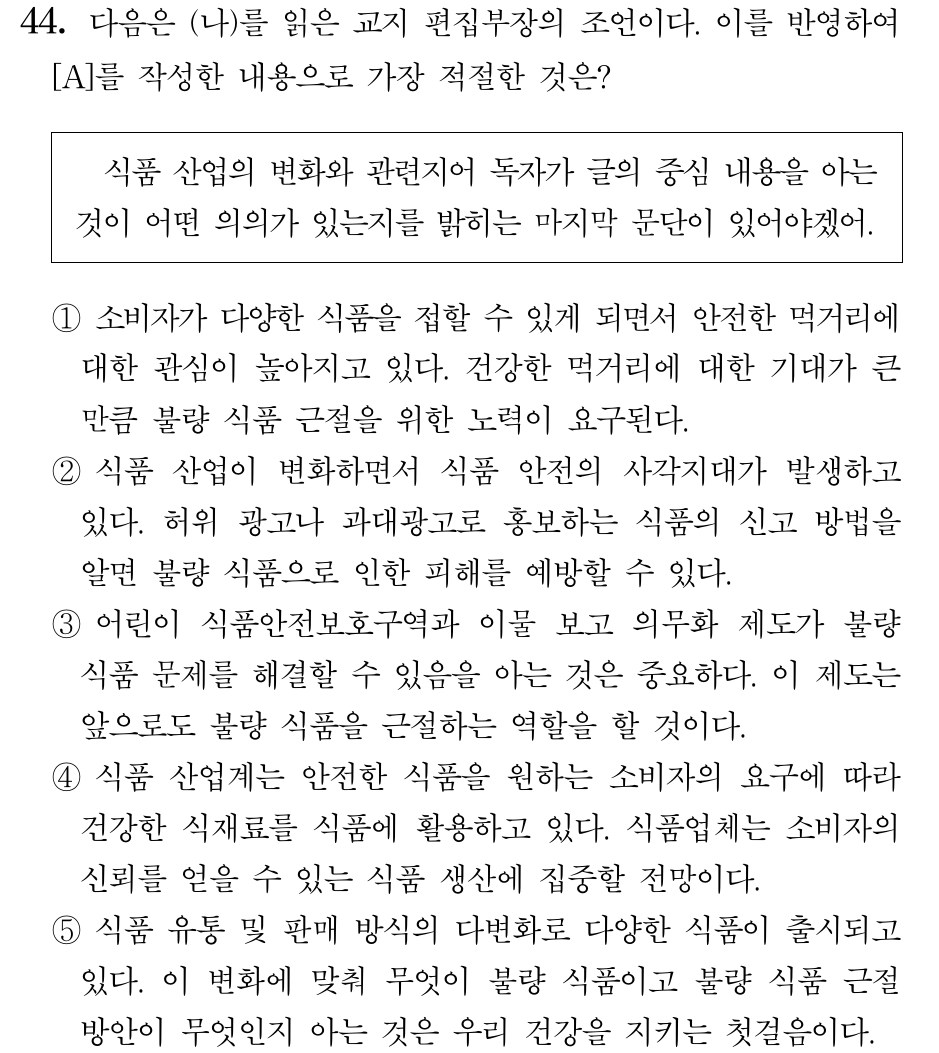 44. 다음은 (나)를 읽은 교지 편집부장의 조언이다. 이를 반영하여
[A]를 작성한 내용으로 가장 적절한 것은?
식품 산업의 변화와 관련지어 독자가 글의 중심 내용을 아는
것이 어떤 의의가 있는지를 밝히는 마지막 문단이 있어야겠어.
① 소비자가 다양한 식품을 접할 수 있게 되면서 안전한 먹거리에
대한 관심이 높아지고 있다. 건강한 먹거리에 대한 기대가 큰
만큼 불량 식품 근절을 위한 노력이 요구된다.
② 식품 산업이 변화하면서 식품 안전의 사각지대가 발생하고
있다. 허위 광고나 과대광고로 홍보하는 식품의 신고 방법을
알면 불량 식품으로 인한 피해를 예방할 수 있다.
③ 어린이 식품안전보호구역과 이물 보고 의무화 제도가 불량
식품 문제를 해결할 수 있음을 아는 것은 중요하다. 이 제도는
앞으로도 불량 식품을 근절하는 역할을 할 것이다.
④ 식품 산업계는 안전한 식품을 원하는 소비자의 요구에 따라
건강한 식재료를 식품에 활용하고 있다. 식품업체는 소비자의
신뢰를 얻을 수 있는 식품 생산에 집중할 전망이다.
⑤ 식품 유통 및 판매 방식의 다변화로 다양한 식품이 출시되고
있다. 이 변화에 맞춰 무엇이 불량 식품이고 불량 식품 근절
방안이 무엇인지 아는 것은 우리 건강을 지키는 첫걸음이다.